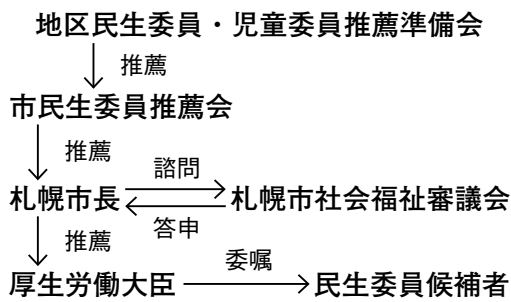 地区民生委員・児童委員推薦準備会
推薦
市民生委員推薦会
推薦
諮問
札幌市長
札幌市社会福祉審議会
答申
推薦
委嘱
厚生労働大臣
民生委員候補者